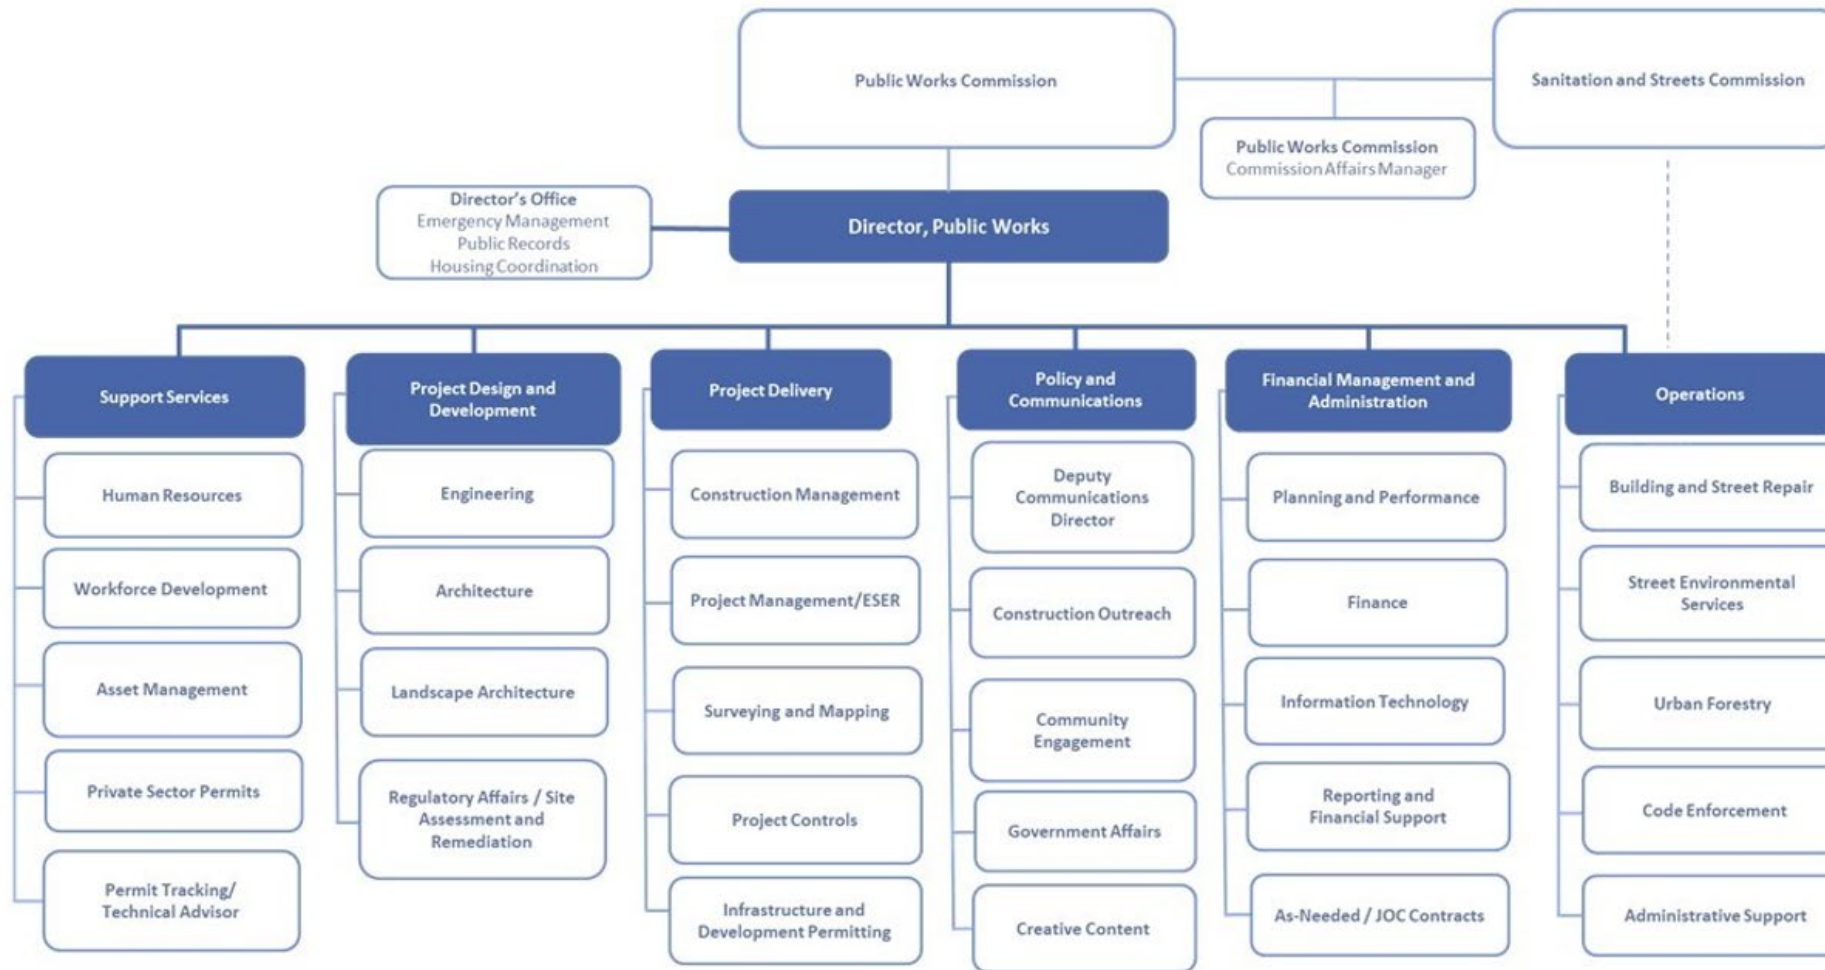 Public Works Commission
Sanitation and Streets Commission
Public Works Commission
Commission Affairs Manager
Director's Office
Emergency Management
Public Records
Housing Coordination
Director, Public Works
Support Services
Human Resources
Workforce Development
Asset Management
Private Sector Permits
Permit Tracking/
Technical Advisor
Project Design and
Development
Engineering
Architecture
Landscape Architecture
Regulatory Affairs / Site
Assessment and
Remediation
Project Delivery
Construction Management
Project Management/ESER
Surveying and Mapping
Project Controls
Infrastructure and
Development Permitting
Policy and
Communications
Deputy
Communications
Director
Construction Outreach
Community
Engagement
Government Affairs
Creative Content
Financial Management and
Administration
Planning and Performance
Finance
Information Technology
Reporting and
Financial Support
As-Needed / JOC Contracts
Operations
Building and Street Repair
Street Environmental
Services
Urban Forestry
Code Enforcement
Administrative Support